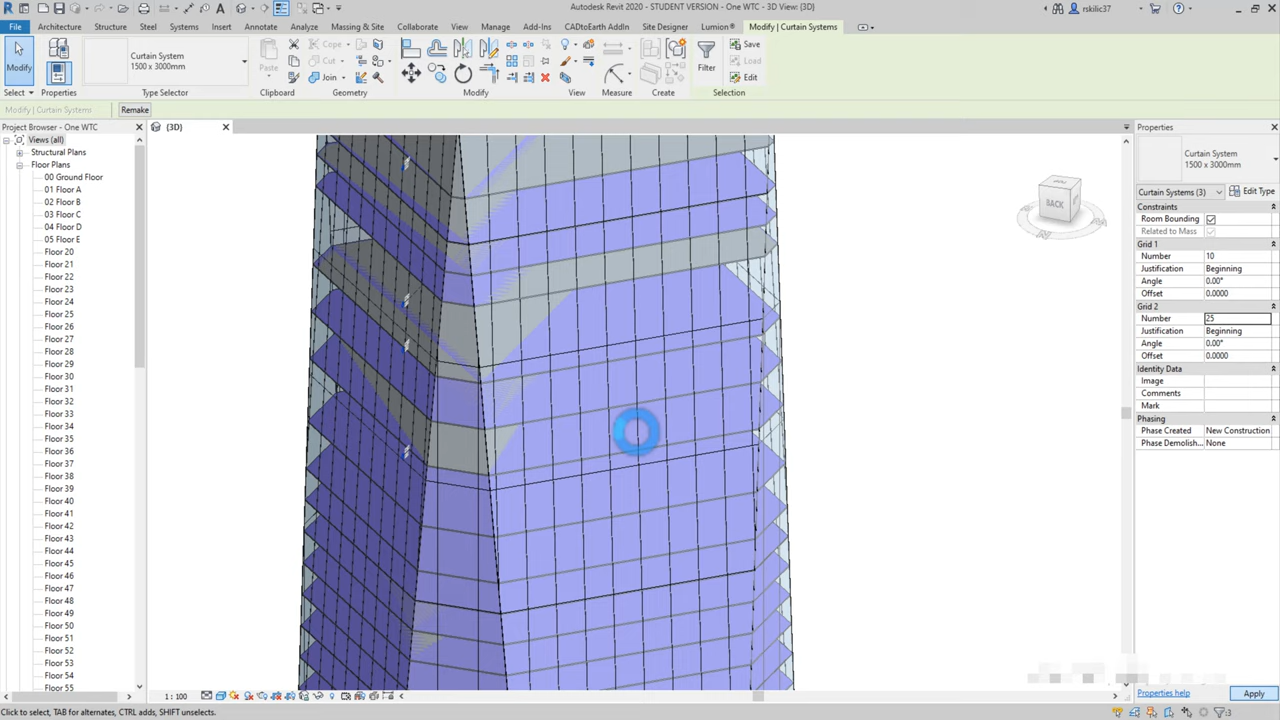 Autodesk Revit 2020 - STUDENT VERSION - One WTC - 3D View: {3D}
rskilic37
File Architecture Structure Steel Systems Insert Annotate Analyze Massing & Site Collaborate View Manage Add-Ins CADtoEarth AddIn Site Designer Lumion® Modify | Curtain Systems
Modify
Properties
Curtain System
1500 x 3000mm
Paste
Cope
Cut
Join
Filter
Save
Load
Edit
Select Properties Type Selector Clipboard Geometry Modify View Measure Create Selection
Modify | Curtain Systems Remake
Project Browser - One WTC
{3D}
Views (all)
Structural Plans
Floor Plans
00 Ground Floor
01 Floor A
02 Floor B
03 Floor C
04 Floor D
05 Floor E
Floor 20
Floor 21
Floor 22
Floor 23
Floor 24
Floor 25
Floor 26
Floor 27
Floor 28
Floor 29
Floor 30
Floor 31
Floor 32
Floor 33
Floor 34
Floor 35
Floor 36
Floor 37
Floor 38
Floor 39
Floor 40
Floor 41
Floor 42
Floor 43
Floor 44
Floor 45
Floor 46
Floor 47
Floor 48
Floor 49
Floor 50
Floor 51
Floor 52
Floor 53
Floor 54
Floor 55
BACK
1 : 100
Properties
Curtain System
1500 x 3000mm
Curtain Systems (3) Edit Type
Constraints
Room Bounding
Related to Mass
Grid 1
Number 10
Justification Beginning
Angle 0.00°
Offset 0.0000
Grid 2
Number 25
Justification Beginning
Angle 0.00°
Offset 0.0000
Identity Data
Image
Comments
Mark
Phasing
Phase Created New Construction
Phase Demolish... None
Properties help Apply
Click to select, TAB for alternates, CTRL adds, SHIFT unselects.
:3